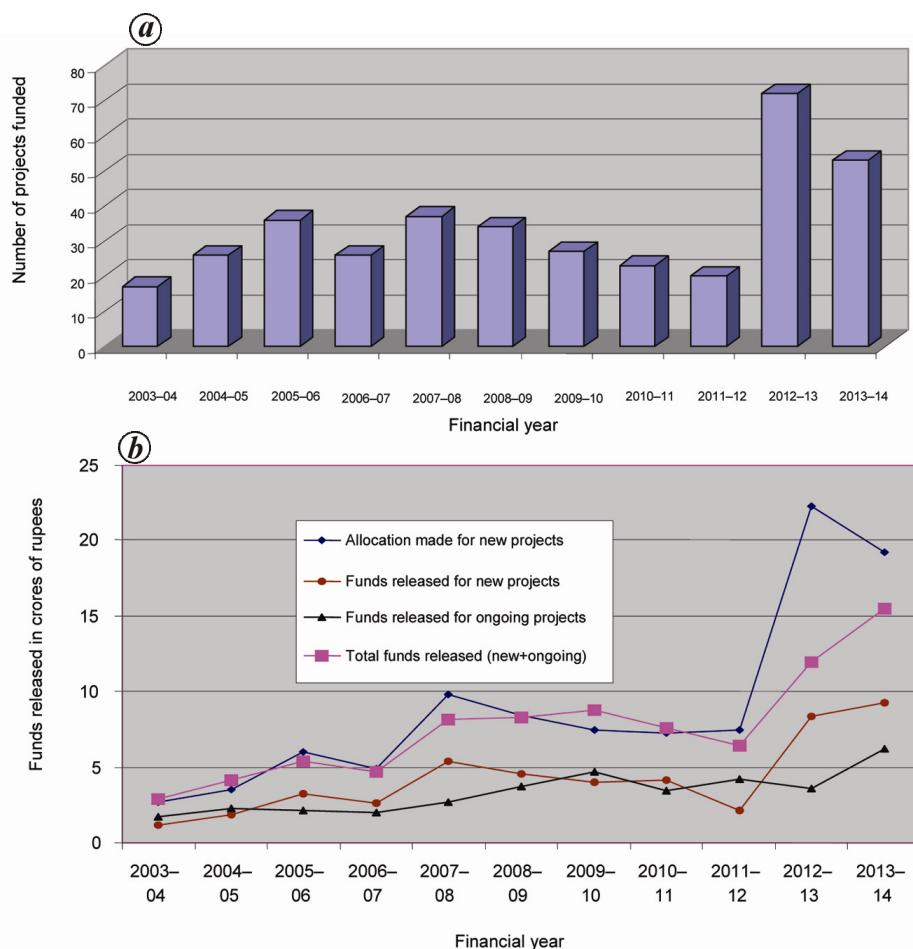 a
Number of projects funded
80
70
60
50
40
30
20
10
0
2003–04 2004–05 2005–06 2006–07 2007–08 2008–09 2009–10 2010–11 2011–12 2012–13 2013–14
Financial year
b
Funds released in crores of rupees
25
20
15
10
5
0
Allocation made for new projects
Funds released for new projects
Funds released for ongoing projects
Total funds released (new+ongoing)
2003– 2004– 2005– 2006– 2007– 2008– 2009– 2010– 2011– 2012– 2013–
04 05 06 07 08 09 10 11 12 13 14
Financial year